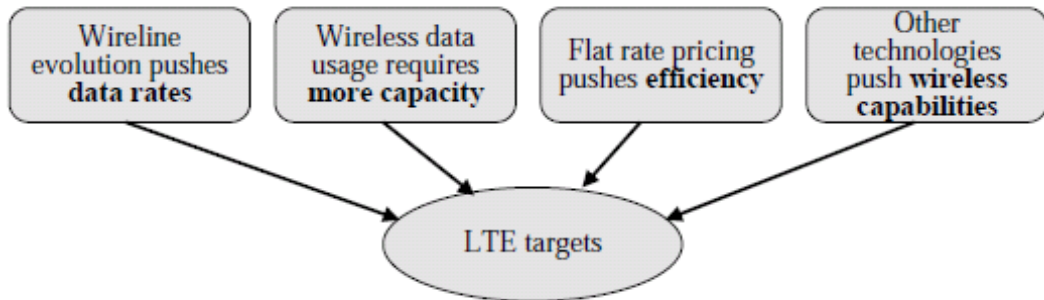 Wireline
evolution pushes
data rates
Wireless data
usage requires
more capacity
Flat rate pricing
pushes efficiency
Other
technologies
push wireless
capabilities
LTE targets